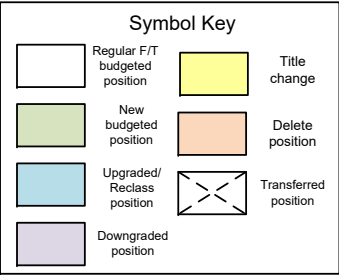 Symbol Key
Regular F/T
budgeted
position
New
budgeted
position
Upgraded/
Reclass
position
Downgraded
position
Title
change
Delete
position
Transferred
position